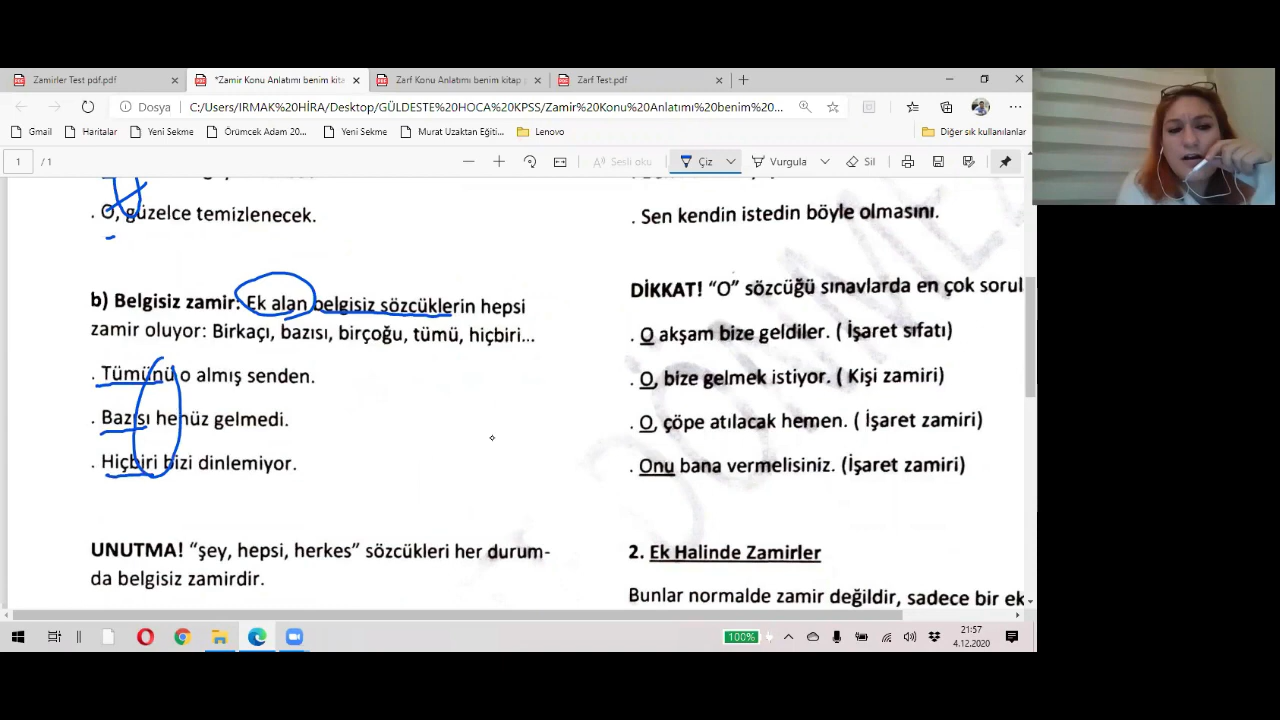 Zamirler Test pdf.pdf
*Zamir Konu Anlatımı benim kita
Zarf Konu Anlatımı benim kitap
Zarf Test.pdf
Dosya
C:/Users/IRMAK%20HİRA/Desktop/GÜLDESTE%20HOCA%20KPSS/Zamir%20Konu%20Anlatımı%20benim%20...
Gmail
Haritalar
Yeni Sekme
Örümcek Adam 20...
Yeni Sekme
Murat Uzaktan Eğiti...
Lenovo
Diğer sık kullanılanlar
1 / 1
Sesli oku
Çiz
Vurgula
Sil
. O, güzelce temizlenecek.
b) Belgisiz zamir: Ek alan belgisiz sözcüklerin hepsi
zamir oluyor: Birkaçı, bazısı, birçoğu, tümü, hiçbiri...
. Tümünü o almış senden.
. Bazısı henüz gelmedi.
. Hiçbiri bizi dinlemiyor.
UNUTMA! “şey, hepsi, herkes” sözcükleri her durum-
da belgisiz zamirdir.
. Sen kendin istedin böyle olmasını.
DİKKAT! “O” sözcüğü sınavlarda en çok sorul
. O akşam bize geldiler. ( İşaret sıfatı)
. O, bize gelmek istiyor. ( Kişi zamiri)
. O, çöpe atılacak hemen. ( İşaret zamiri)
. Onu bana vermelisiniz. (İşaret zamiri)
2. Ek Halinde Zamirler
Bunlar normalde zamir değildir, sadece bir ek
100%
21:57
4.12.2020